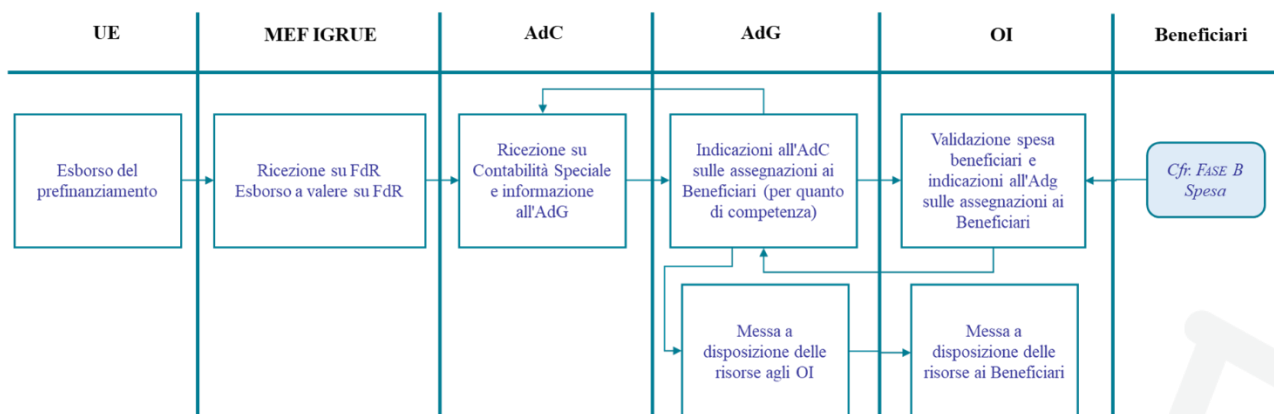 UE
MEF IGRUE
AdC
AdG
OI
Beneficiari
Esborso del
prefinanziamento
Ricezione su FdR
Esborso a valere su FdR
Ricezione su
Contabilità Speciale
e informazione
all'AdG
Indicazioni all'AdC
sulle assegnazioni ai
Beneficiari (per quanto
di competenza)
Validazione spesa
beneficiari e
indicazioni all'Adg
sulle assegnazioni ai
Beneficiari
Cfr. FASE B
Spesa
Messa a
disposizione delle
risorse agli OI
Messa a
disposizione delle
risorse ai Beneficiari